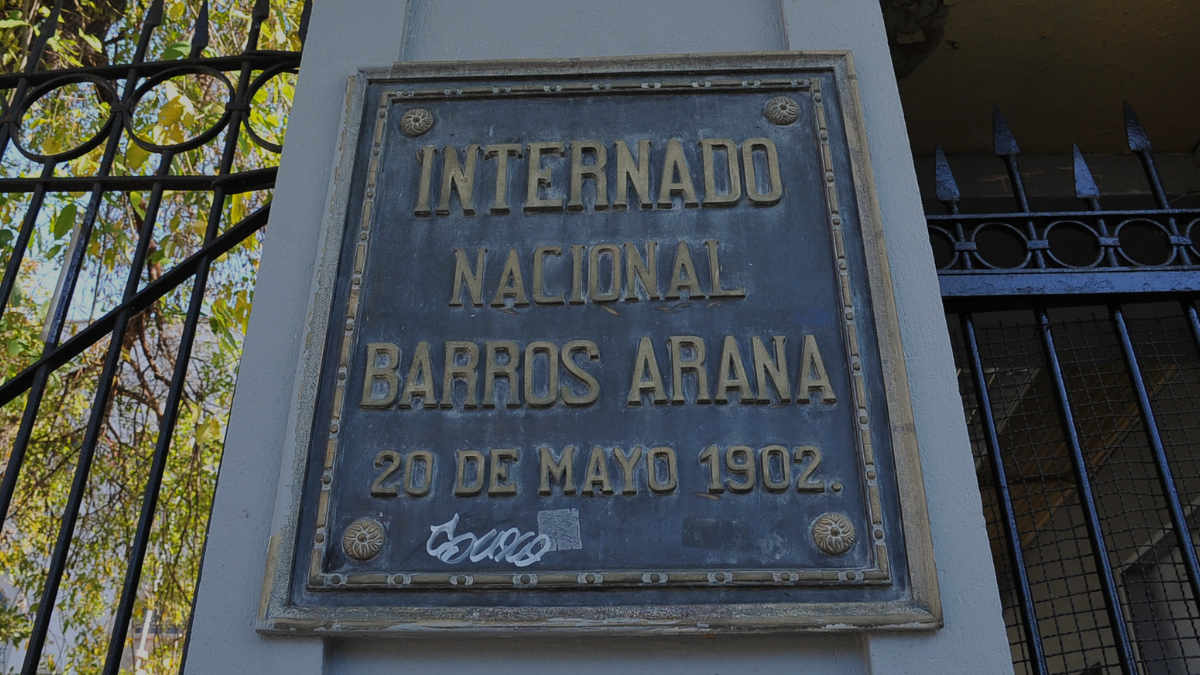 INTERNADO
NACIONAL
BARROS ARANA
20 DE MAYO 1902.